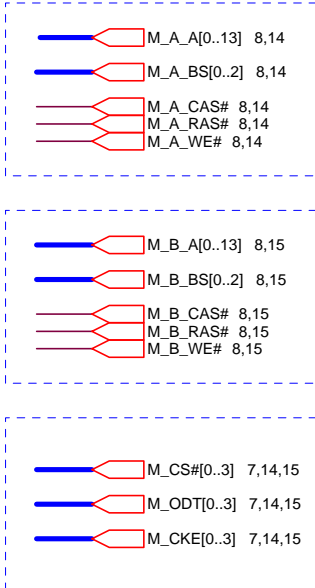 M_A_A[0..13] 8,14
M_A_BS[0..2] 8,14
M_A_CAS# 8,14
M_A_RAS# 8,14
M_A_WE# 8,14
M_B_A[0..13] 8,15
M_B_BS[0..2] 8,15
M_B_CAS# 8,15
M_B_RAS# 8,15
M_B_WE# 8,15
M_CS#[0..3] 7,14,15
M_ODT[0..3] 7,14,15
M_CKE[0..3] 7,14,15